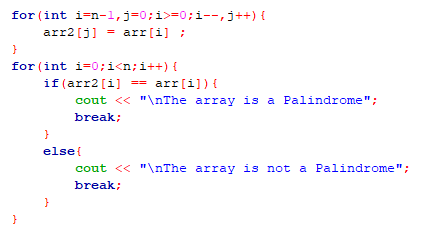 for(int i=n-1,j=0;i>=0;i--,j++){
    arr2[j] = arr[i] ;
}
for(int i=0;i<n;i++){
    if(arr2[i] == arr[i]){
        cout << "\nThe array is a Palindrome";
        break;
    }
    else{
        cout << "\nThe array is not a Palindrome";
        break;
    }
}